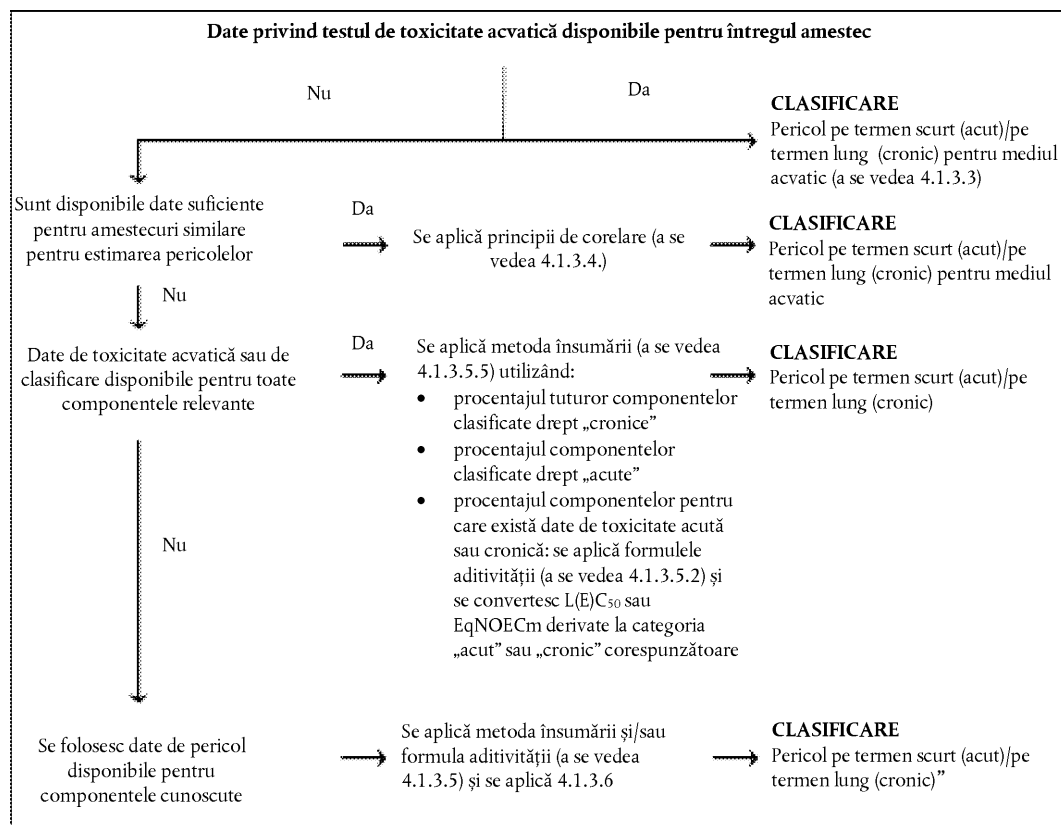 Date privind testul de toxicitate acvatică disponibile pentru întregul amestec
Nu
Da
CLASIFICARE
Pericol pe termen scurt (acut)/pe
termen lung (cronic) pentru mediul
acvatic (a se vedea 4.1.3.3)
Sunt disponibile date suficiente
pentru amestecuri similare
pentru estimarea pericolelor
Da
Se aplică principii de corelare (a se
vedea 4.1.3.4.)
CLASIFICARE
Pericol pe termen scurt (acut)/pe
termen lung (cronic) pentru mediul
acvatic
Nu
Date de toxicitate acvatică sau de
clasificare disponibile pentru toate
componentele relevante
Da
Se aplică metoda însumării (a se vedea
4.1.3.5.5) utilizând:
• procentajul tuturor componentelor
clasificate drept „cronice”
• procentajul componentelor
clasificate drept „acute”
• procentajul componentelor pentru
care există date de toxicitate acută
sau cronică: se aplică formulele
aditivității (a se vedea 4.1.3.5.2) și
se convertesc L(E)C₅₀ sau
EqNOECm derivate la categoria
„acut” sau „cronic” corespunzătoare
CLASIFICARE
Pericol pe termen scurt (acut)/pe
termen lung (cronic)
Nu
Se folosesc date de pericol
disponibile pentru
componentele cunoscute
Se aplică metoda însumării și/sau
formula aditivității (a se vedea
4.1.3.5) și se aplică 4.1.3.6
CLASIFICARE
Pericol pe termen scurt (acut)/pe
termen lung (cronic)”